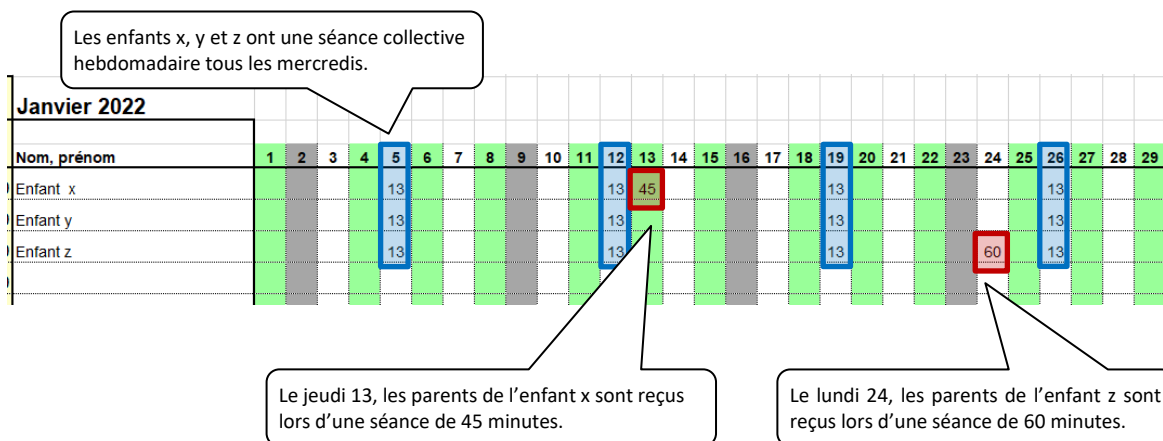 Les enfants x, y et z ont une séance collective
hebdomadaire tous les mercredis.
Janvier 2022
Nom, prénom 1 2 3 4 5 6 7 8 9 10 11 12 13 14 15 16 17 18 19 20 21 22 23 24 25 26 27 28 29
Enfant x 13 13 45 13 13
Enfant y 13 13 13 13
Enfant z 13 13 13 60 13
Le jeudi 13, les parents de l’enfant x sont reçus
lors d’une séance de 45 minutes.
Le lundi 24, les parents de l’enfant z sont
reçus lors d’une séance de 60 minutes.